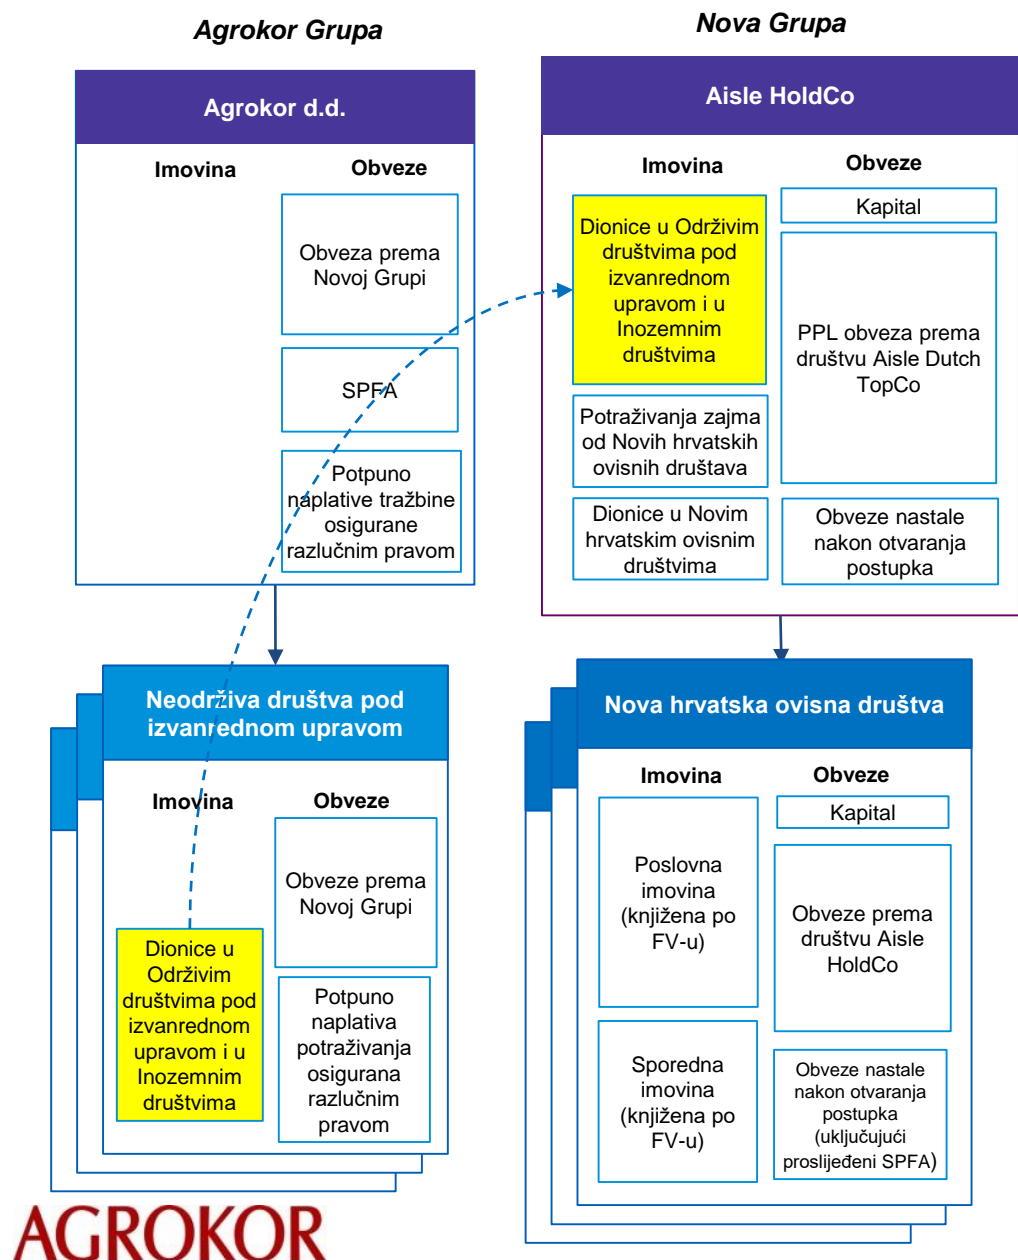 Agrokor Grupa
Agrokor d.d.
Imovina
Obveze
Obveza prema
Novoj Grupi
SPFA
Potpuno
naplative tražbine
osigurane
razlučnim pravom
Neodrživa društva pod
izvanrednom upravom
Imovina
Obveze
Obveze prema
Novoj Grupi
Dionice u
Održivim
društvima pod
izvanrednom
upravom i u
Inozemnim
društvima
Potpuno
naplativa
potraživanja
osigurana
razlučnim
pravom
Nova Grupa
Aisle HoldCo
Imovina
Obveze
Dionice u Održivim
društvima pod
izvanrednom
upravom i u
Inozemnim
društvima
Potraživanja zajma
od Novih hrvatskih
ovisnih društava
Dionice u Novim
hrvatskim ovisnim
društvima
Kapital
PPL obveza prema
društvu Aisle Dutch
TopCo
Obveze nastale
nakon otvaranja
postupka
Nova hrvatska ovisna društva
Imovina
Obveze
Poslovna
imovina
(knjižena po
FV-u)
Sporedna
imovina
(knjižena po
FV-u)
Kapital
Obveze prema
društvu Aisle
HoldCo
Obveze nastale
nakon otvaranja
postupka
(uključujući
proslijeđeni SPFA)
AGROKOR